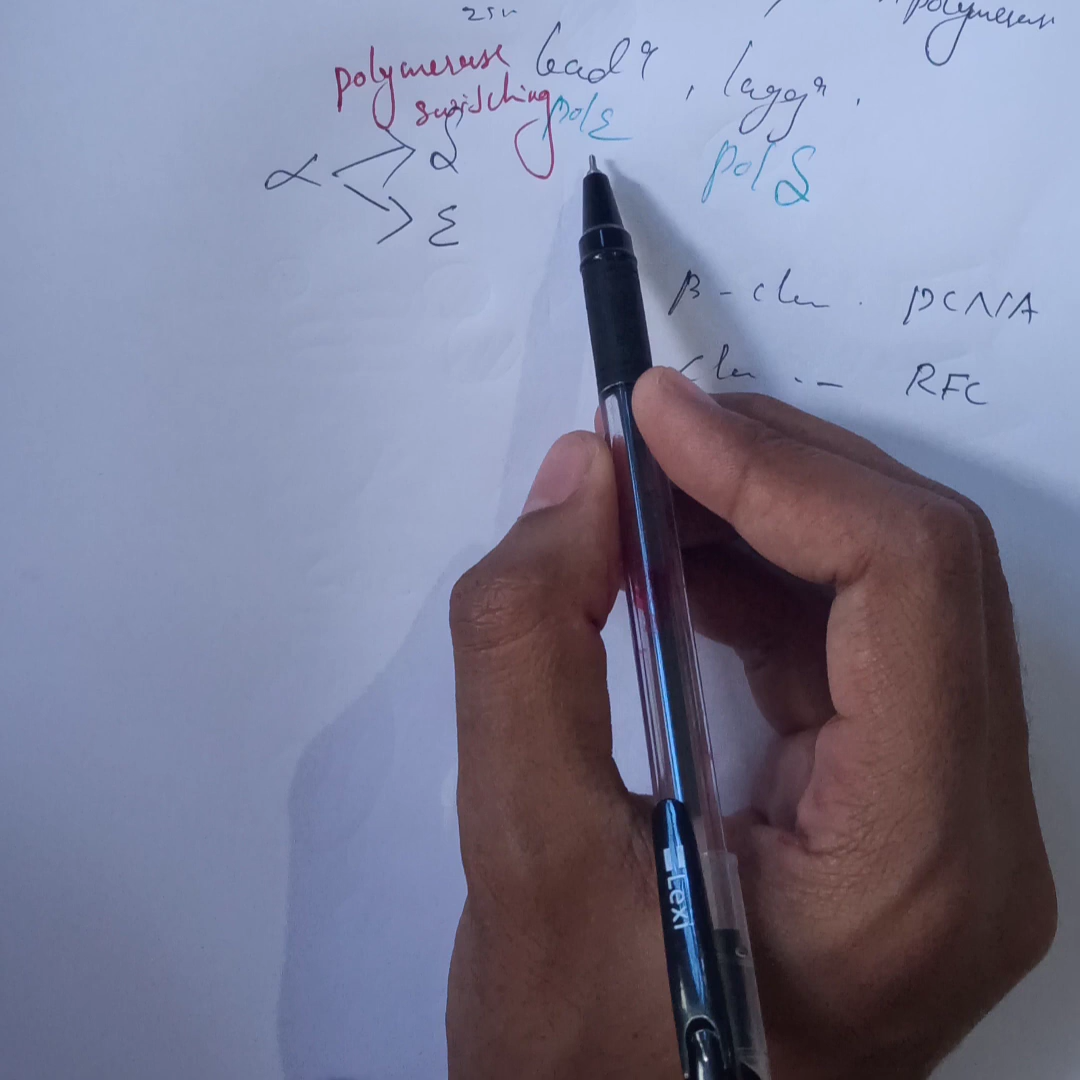 polymerase
polymerase lead , lagg .
switching pol ε
α δ pol δ
ε
β - clm . PCNA
clm .. - RFC
Lexi